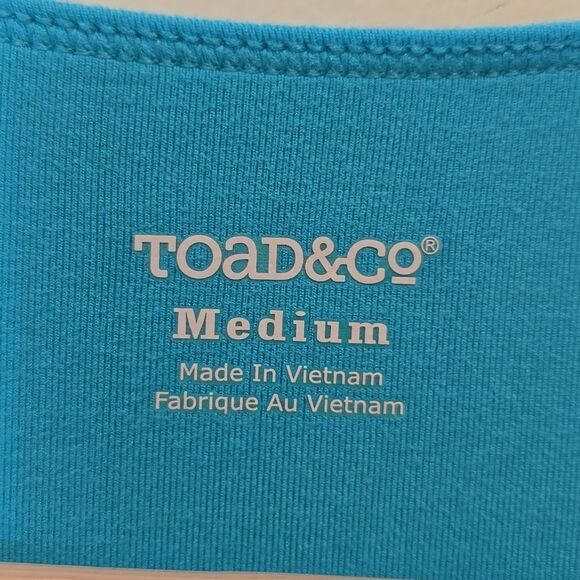 TOAD&CO®
Medium
Made In Vietnam
Fabrique Au Vietnam